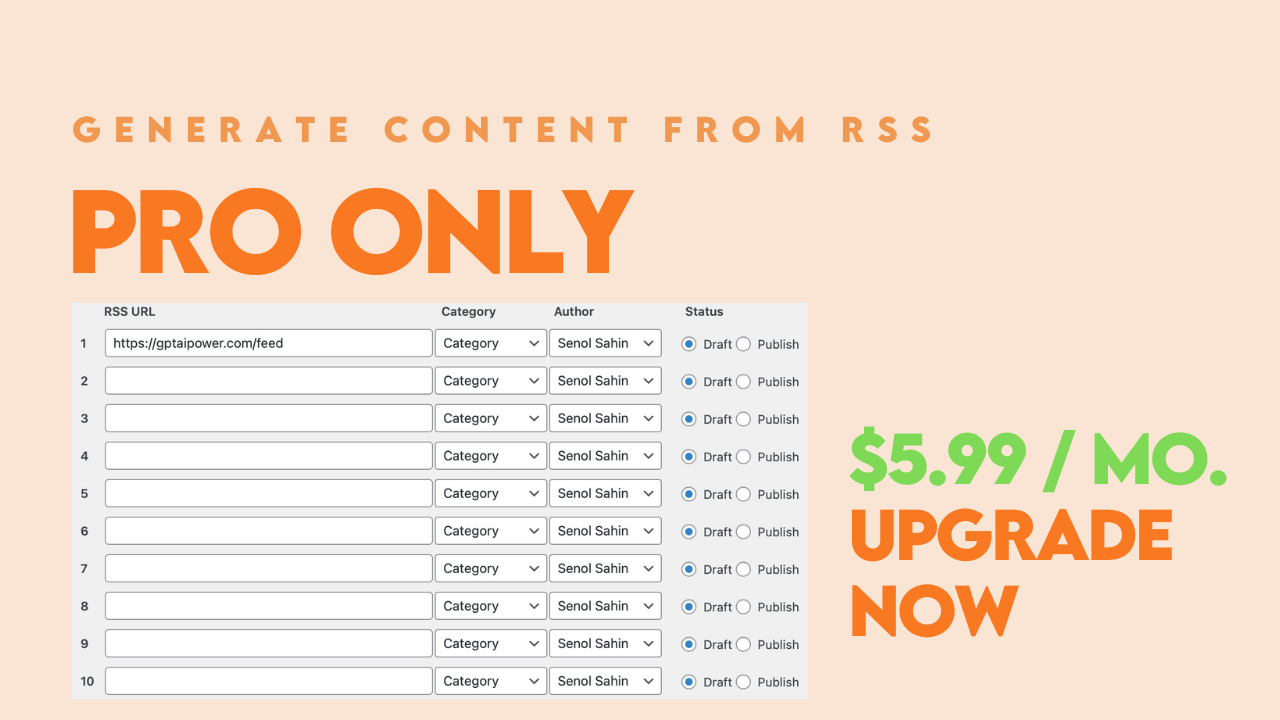 GENERATE CONTENT FROM RSS
PRO ONLY
RSS URL Category Author Status
1 https://gptaipower.com/feed Category Senol Sahin Draft Publish
2 Category Senol Sahin Draft Publish
3 Category Senol Sahin Draft Publish
4 Category Senol Sahin Draft Publish
5 Category Senol Sahin Draft Publish
6 Category Senol Sahin Draft Publish
7 Category Senol Sahin Draft Publish
8 Category Senol Sahin Draft Publish
9 Category Senol Sahin Draft Publish
10 Category Senol Sahin Draft Publish
$5.99 / MO.
UPGRADE
NOW